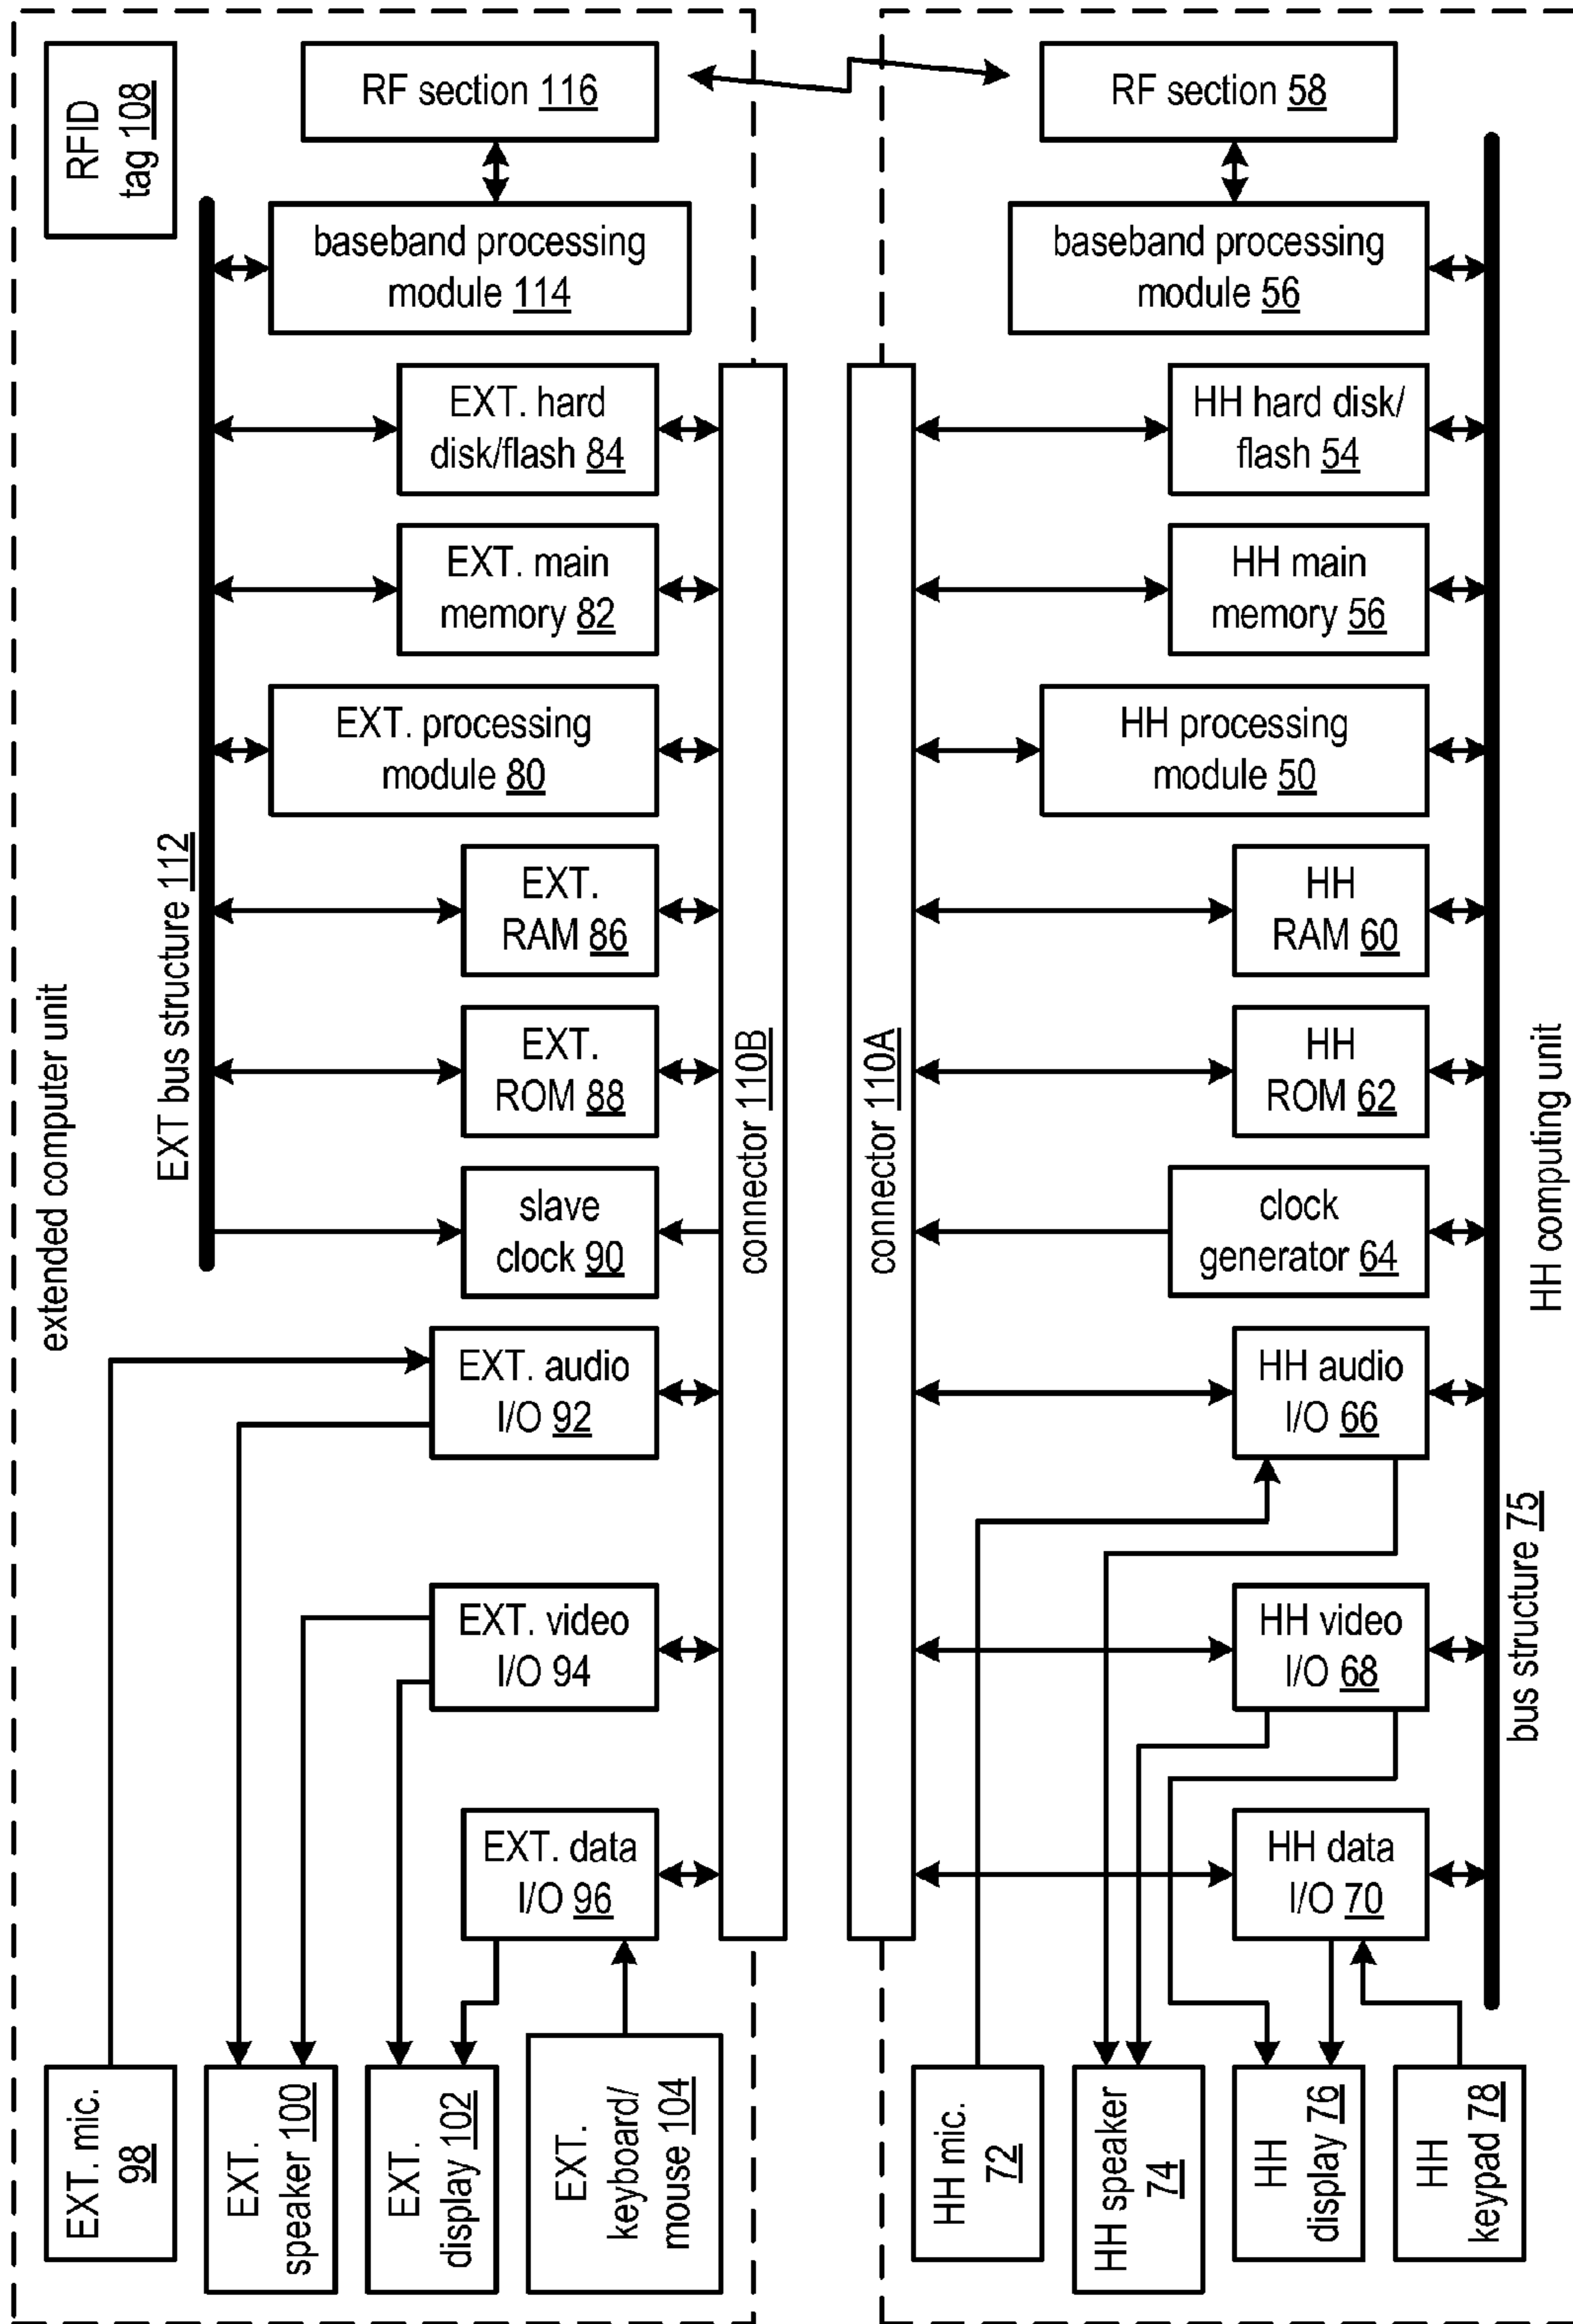 RFID
tag 108
RF section 116
RF section 58
baseband processing
module 114
baseband processing
module 56
EXT. hard
disk/flash 84
HH hard disk/
flash 54
EXT. main
memory 82
HH main
memory 56
EXT. processing
module 80
HH processing
module 50
EXT bus structure 112
EXT.
RAM 86
HH
RAM 60
extended computer unit
EXT.
ROM 88
connector 110B
connector 110A
HH
ROM 62
HH computing unit
slave
clock 90
clock
generator 64
EXT. audio
I/O 92
HH audio
I/O 66
EXT. video
I/O 94
HH video
I/O 68
bus structure 75
EXT. data
I/O 96
HH data
I/O 70
EXT. mic.
98
EXT.
speaker 100
EXT.
display 102
EXT.
keyboard/
mouse 104
HH mic.
72
HH speaker
74
HH
display 76
HH
keypad 78